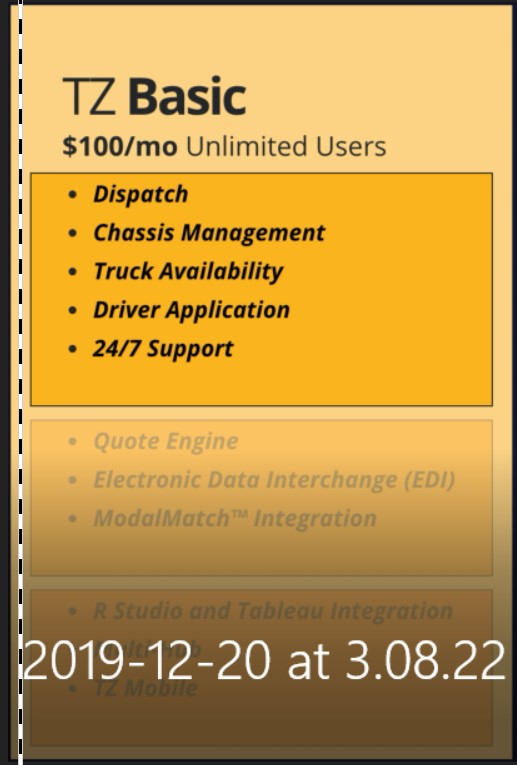 TZ Basic
$100/mo Unlimited Users
• Dispatch
• Chassis Management
• Truck Availability
• Driver Application
• 24/7 Support
• Quote Engine
• Electronic Data Interchange (EDI)
• ModalMatch™ Integration
• R Studio and Tableau Integration
• MultiHub
2019-12-20 at 3.08.22
• TZ Mobile